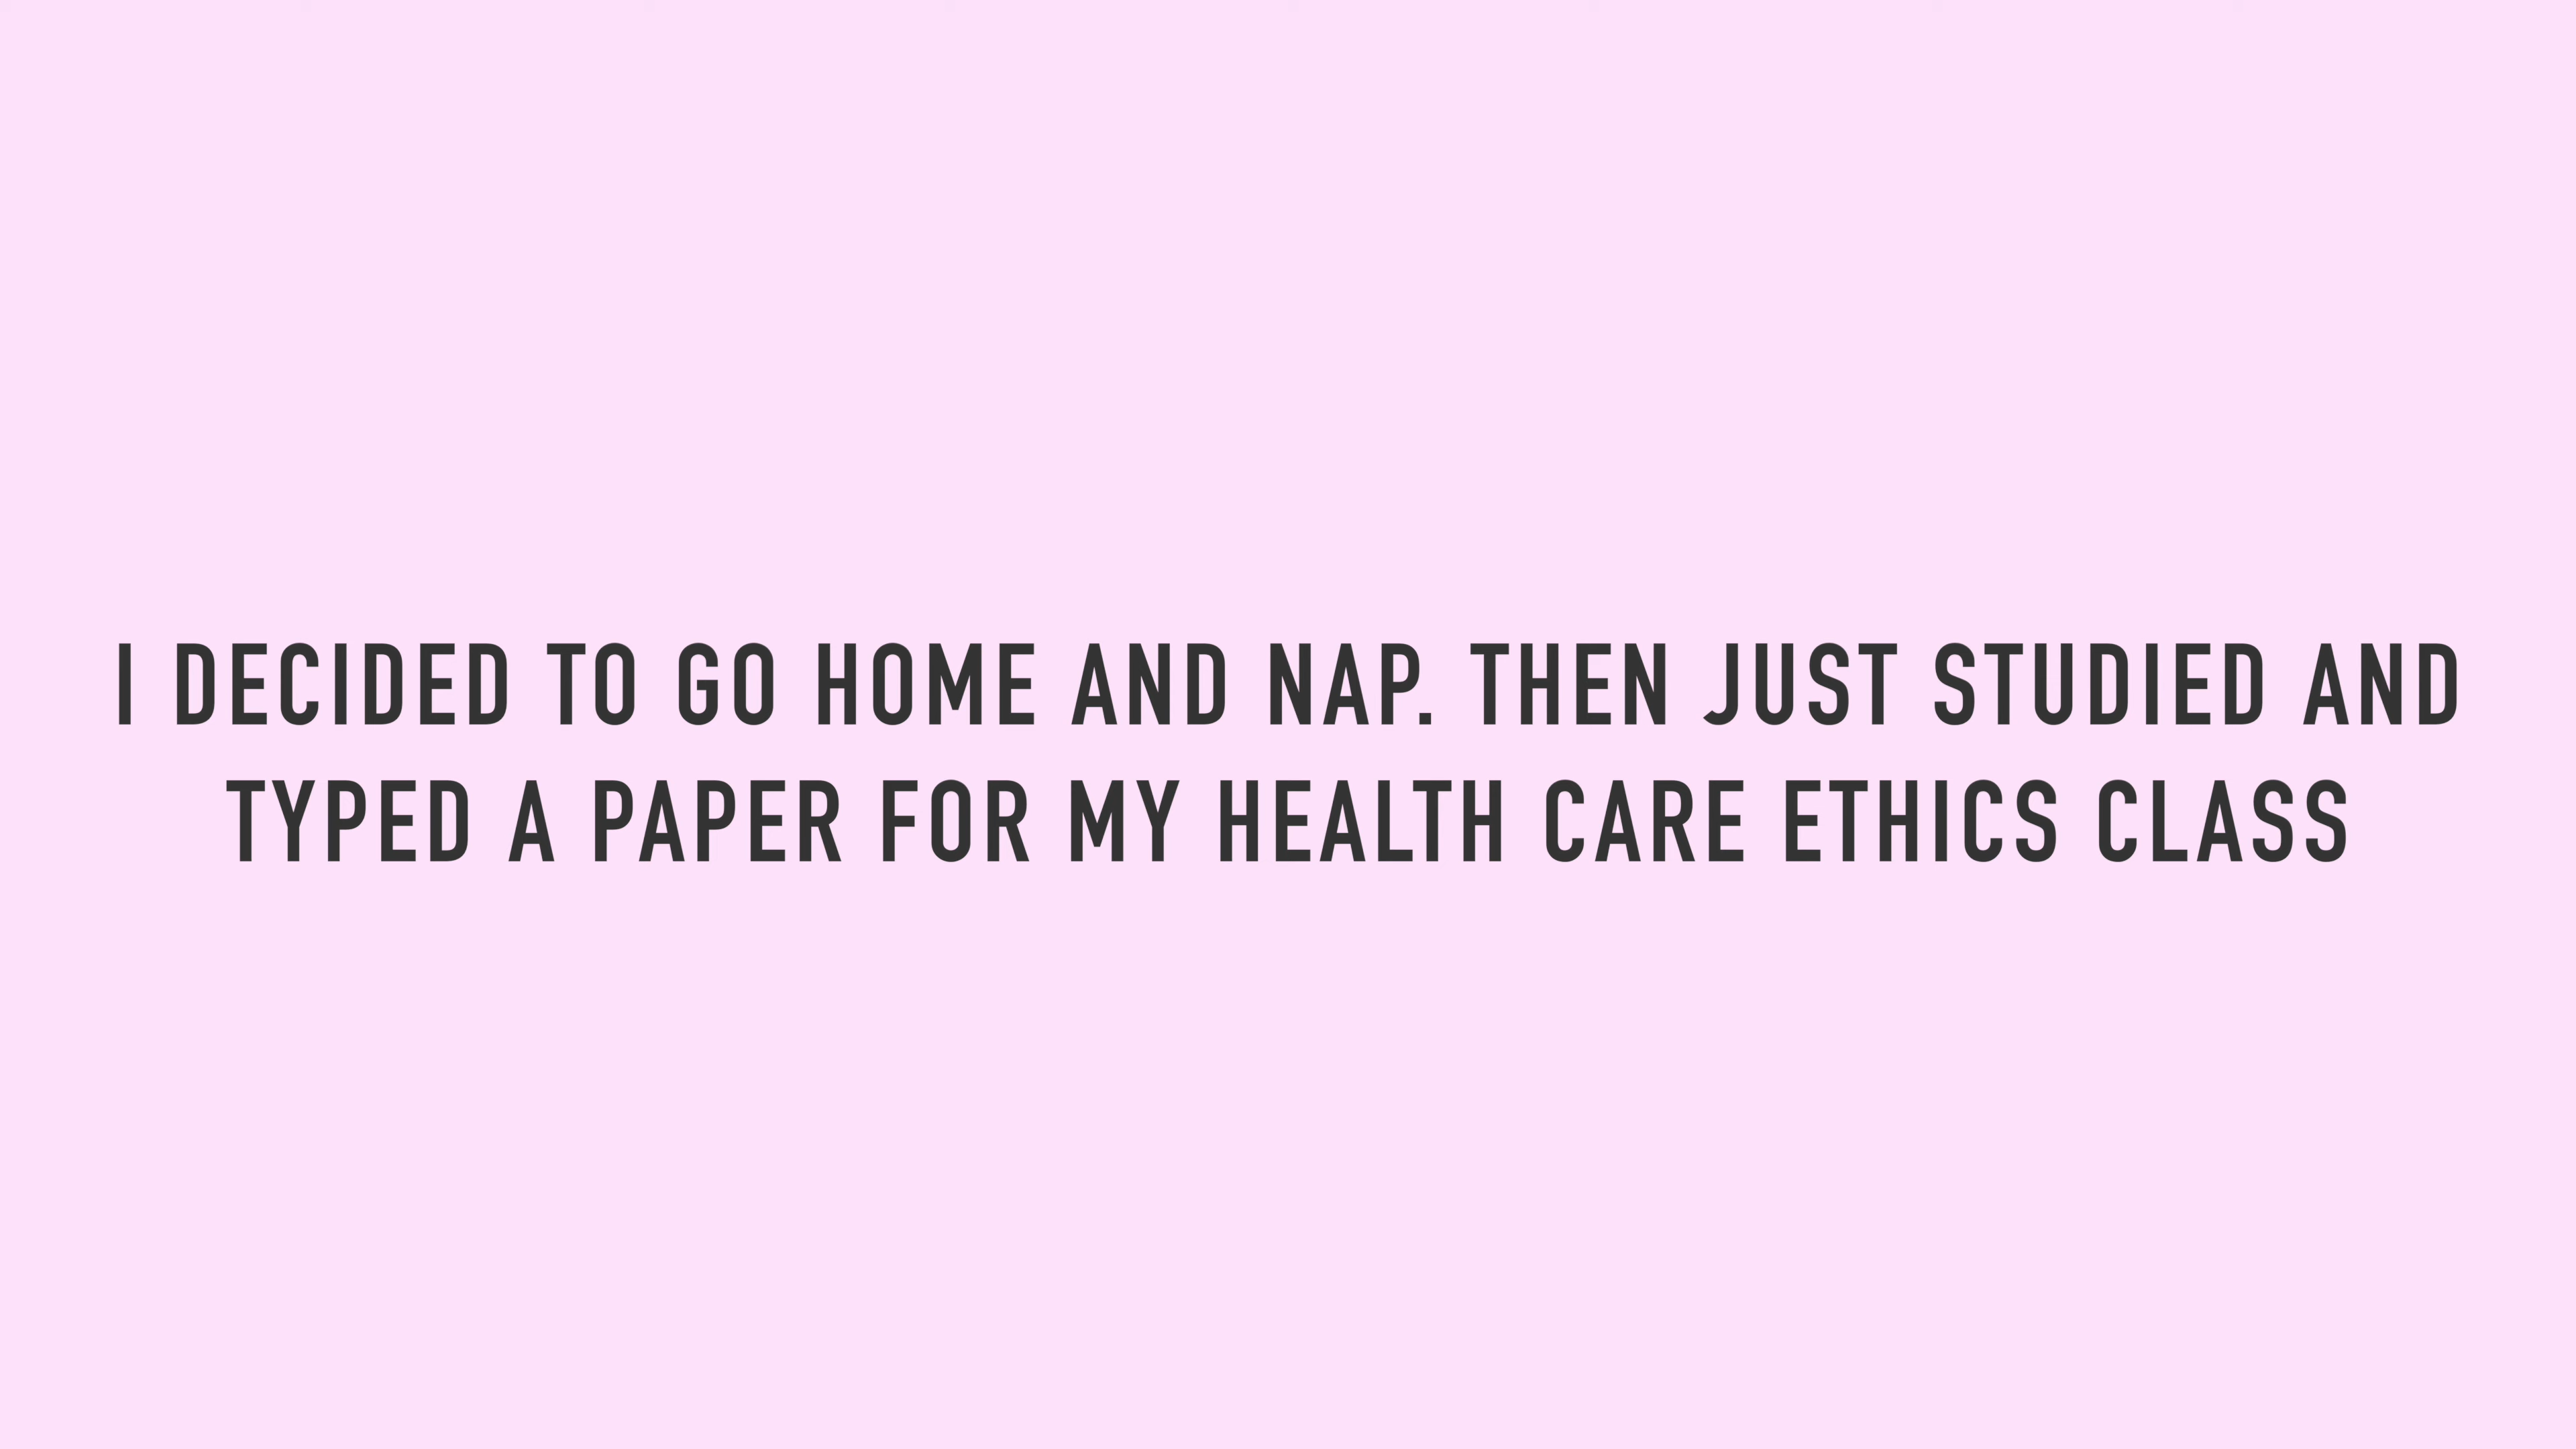 I DECIDED TO GO HOME AND NAP. THEN JUST STUDIED AND
TYPED A PAPER FOR MY HEALTH CARE ETHICS CLASS